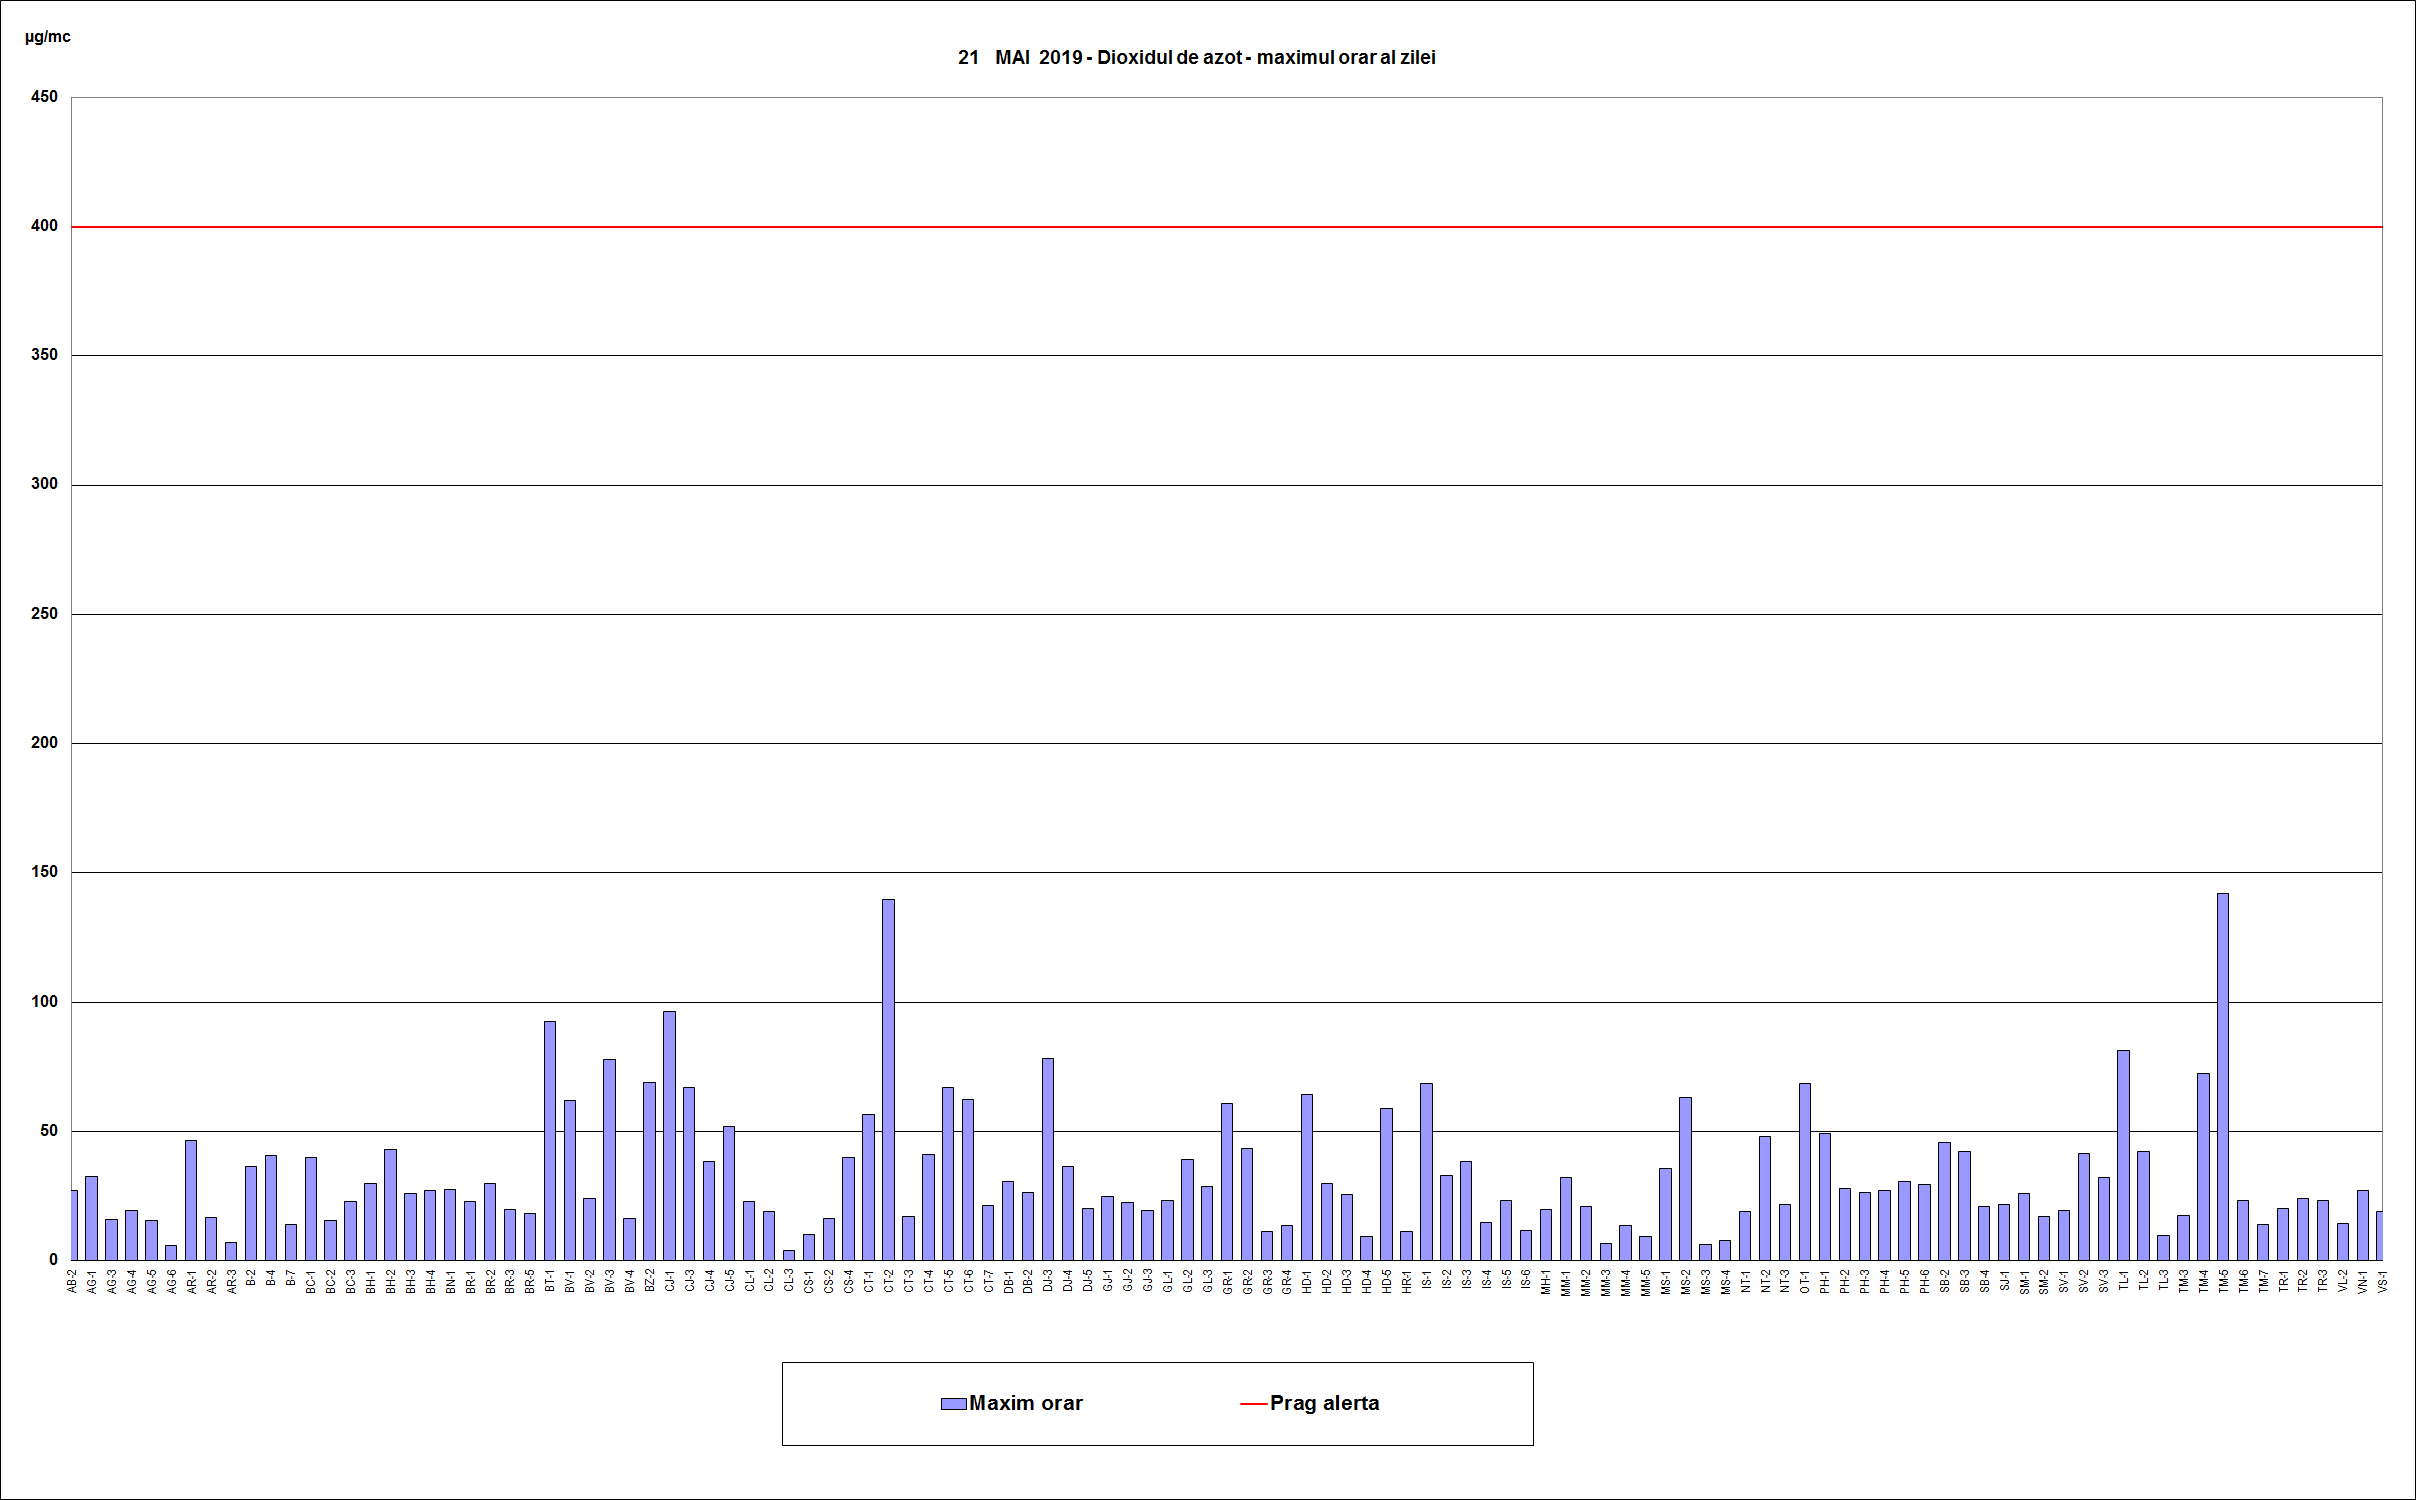 µg/mc
21 MAI 2019 - Dioxidul de azot - maximul orar al zilei
450
400
350
300
250
200
150
100
50
0
AB-2 AG-1 AG-3 AG-4 AG-5 AG-6 AR-1 AR-2 AR-3 B-2 B-4 B-7 BC-1 BC-2 BC-3 BH-1 BH-2 BH-3 BH-4 BN-1 BR-1 BR-2 BR-3 BR-5 BT-1 BV-1 BV-2 BV-3 BV-4 BZ-2 CJ-1 CJ-3 CJ-4 CJ-5 CL-1 CL-2 CL-3 CS-1 CS-2 CS-4 CT-1 CT-2 CT-3 CT-4 CT-5 CT-6 CT-7 DB-1 DB-2 DJ-3 DJ-4 DJ-5 GJ-1 GJ-2 GJ-3 GL-1 GL-2 GL-3 GR-1 GR-2 GR-3 GR-4 HD-1 HD-2 HD-3 HD-4 HD-5 HR-1 IS-1 IS-2 IS-3 IS-4 IS-5 IS-6 MH-1 MM-1 MM-2 MM-3 MM-4 MM-5 MS-1 MS-2 MS-3 MS-4 NT-1 NT-2 NT-3 OT-1 PH-1 PH-2 PH-3 PH-4 PH-5 PH-6 SB-2 SB-3 SB-4 SJ-1 SM-1 SM-2 SV-1 SV-2 SV-3 TL-1 TL-2 TL-3 TM-3 TM-4 TM-5 TM-6 TM-7 TR-1 TR-2 TR-3 VL-2 VN-1 VS-1
Maxim orar Prag alerta